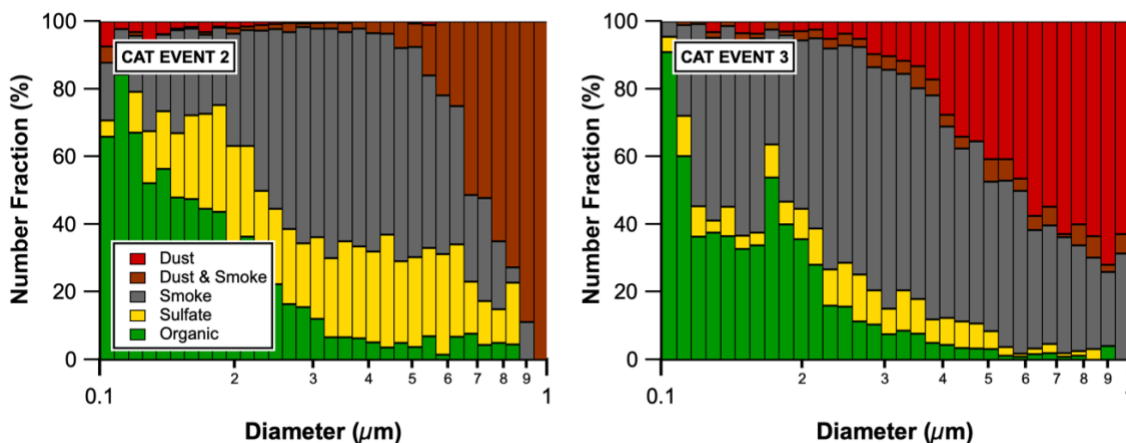 CAT EVENT 2
Number Fraction (%)
100
80
60
40
20
0
Dust
Dust & Smoke
Smoke
Sulfate
Organic
0.1
2
3
4
5
6
7
8
9
1
Diameter (µm)
CAT EVENT 3
Number Fraction (%)
100
80
60
40
20
0
0.1
2
3
4
5
6
7
8
9
1
Diameter (µm)